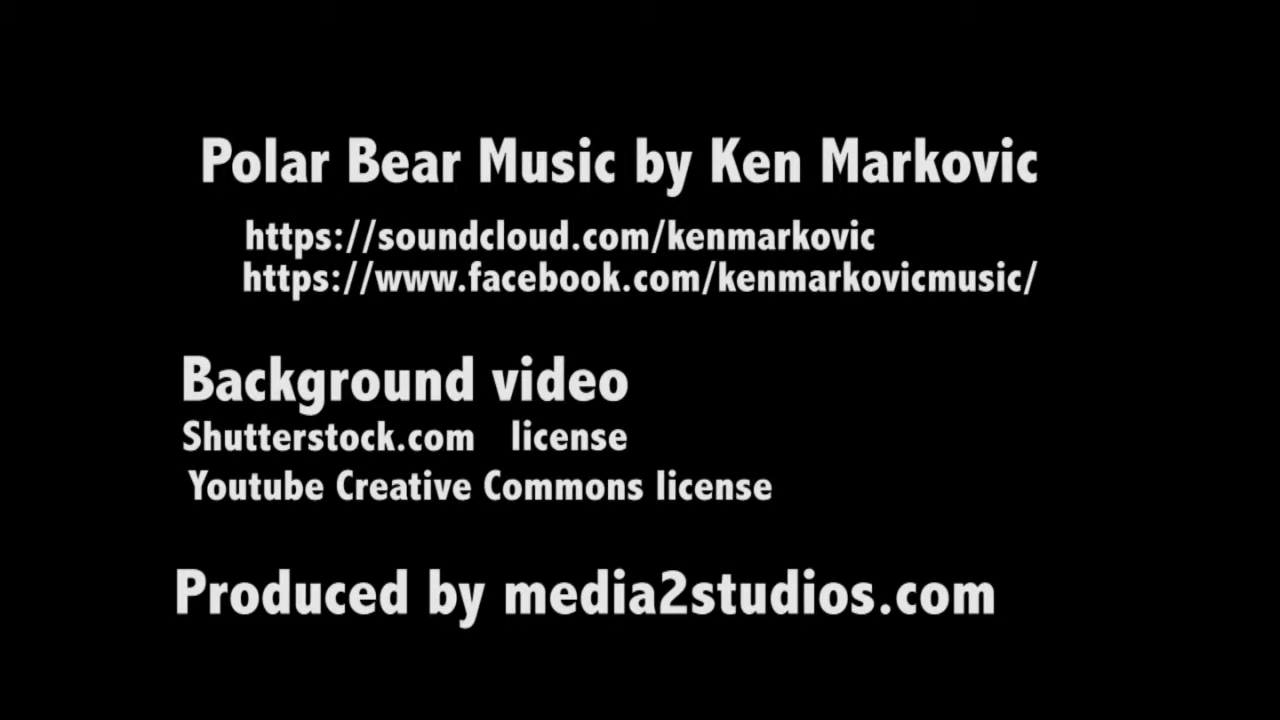 Polar Bear Music by Ken Markovic
https://soundcloud.com/kenmarkovic
https://www.facebook.com/kenmarkovicmusic/
Background video
Shutterstock.com license
Youtube Creative Commons license
Produced by media2studios.com